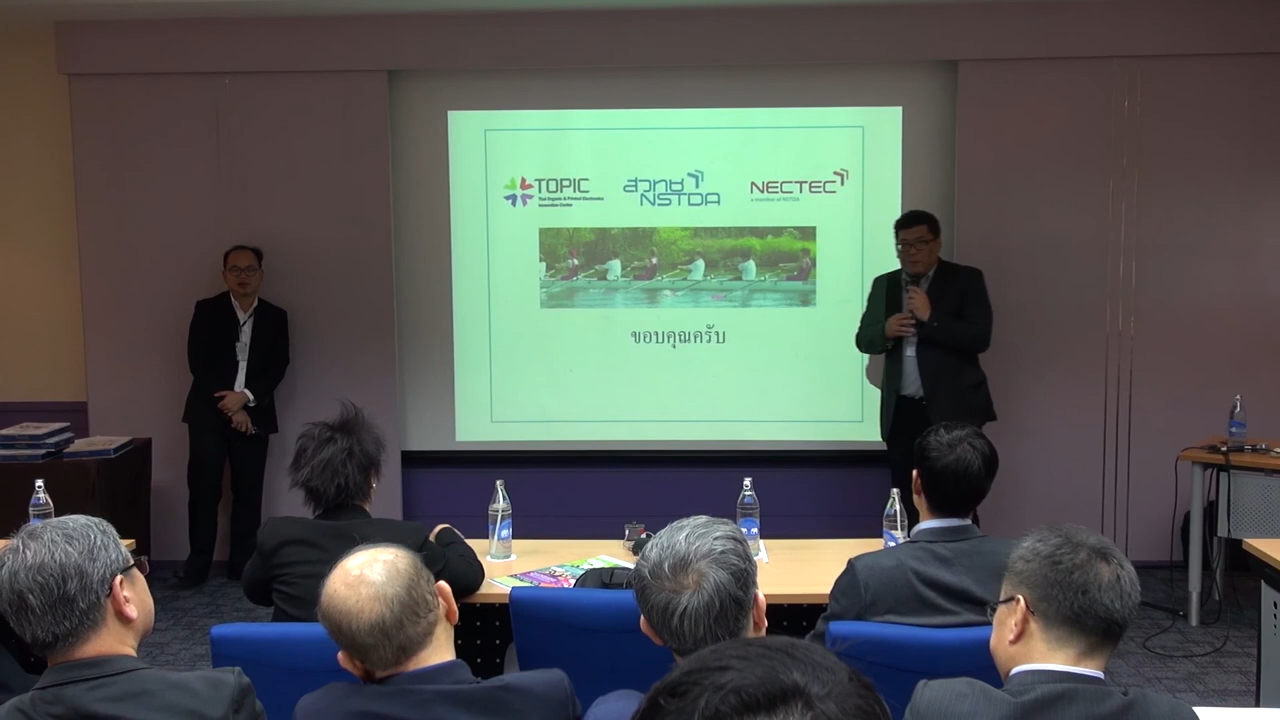 TOPIC
Thai Organic & Printed Electronics
Innovation Center
สวทช
NSTDA
NECTEC
a member of NSTDA
ขอบคุณครับ